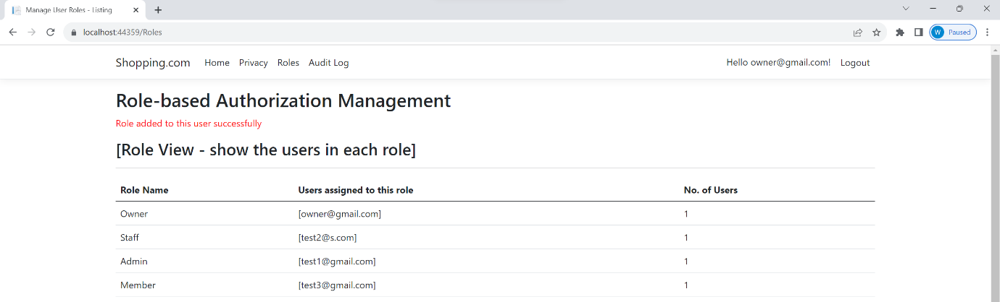 Manage User Roles - Listing
localhost:44359/Roles
W Paused
Shopping.com Home Privacy Roles Audit Log Hello owner@gmail.com! Logout
Role-based Authorization Management
Role added to this user successfully
[Role View - show the users in each role]
Role Name Users assigned to this role No. of Users
Owner [owner@gmail.com] 1
Staff [test2@s.com] 1
Admin [test1@gmail.com] 1
Member [test3@gmail.com] 1